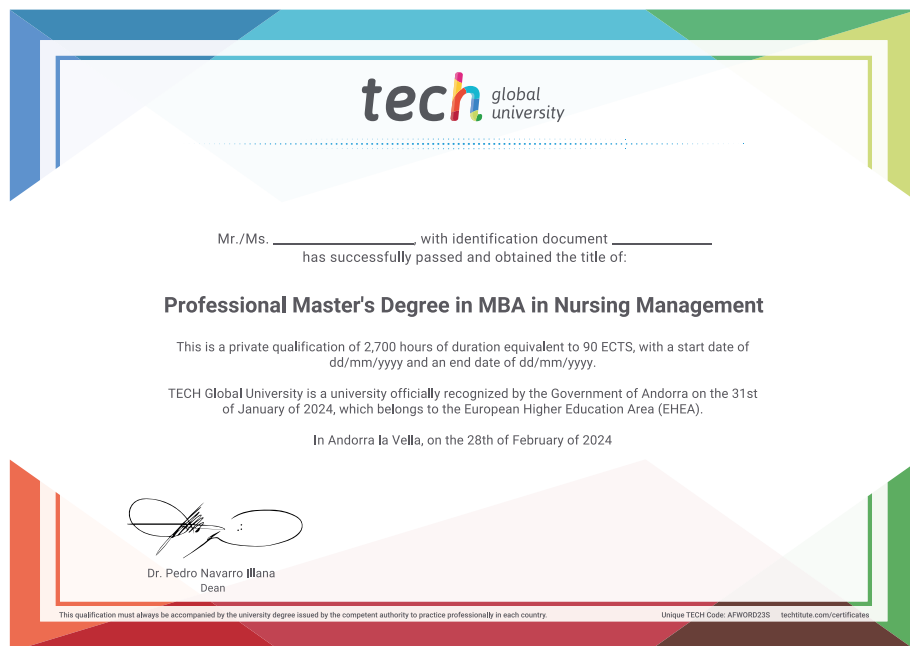 tech global university
Mr./Ms. ___________________, with identification document ______________
has successfully passed and obtained the title of:
Professional Master's Degree in MBA in Nursing Management
This is a private qualification of 2,700 hours of duration equivalent to 90 ECTS, with a start date of
dd/mm/yyyy and an end date of dd/mm/yyyy.
TECH Global University is a university officially recognized by the Government of Andorra on the 31st
of January of 2024, which belongs to the European Higher Education Area (EHEA).
In Andorra la Vella, on the 28th of February of 2024
Dr. Pedro Navarro Illana
Dean
This qualification must always be accompanied by the university degree issued by the competent authority to practice professionally in each country. Unique TECH Code: AFWORD23S techtitute.com/certificates